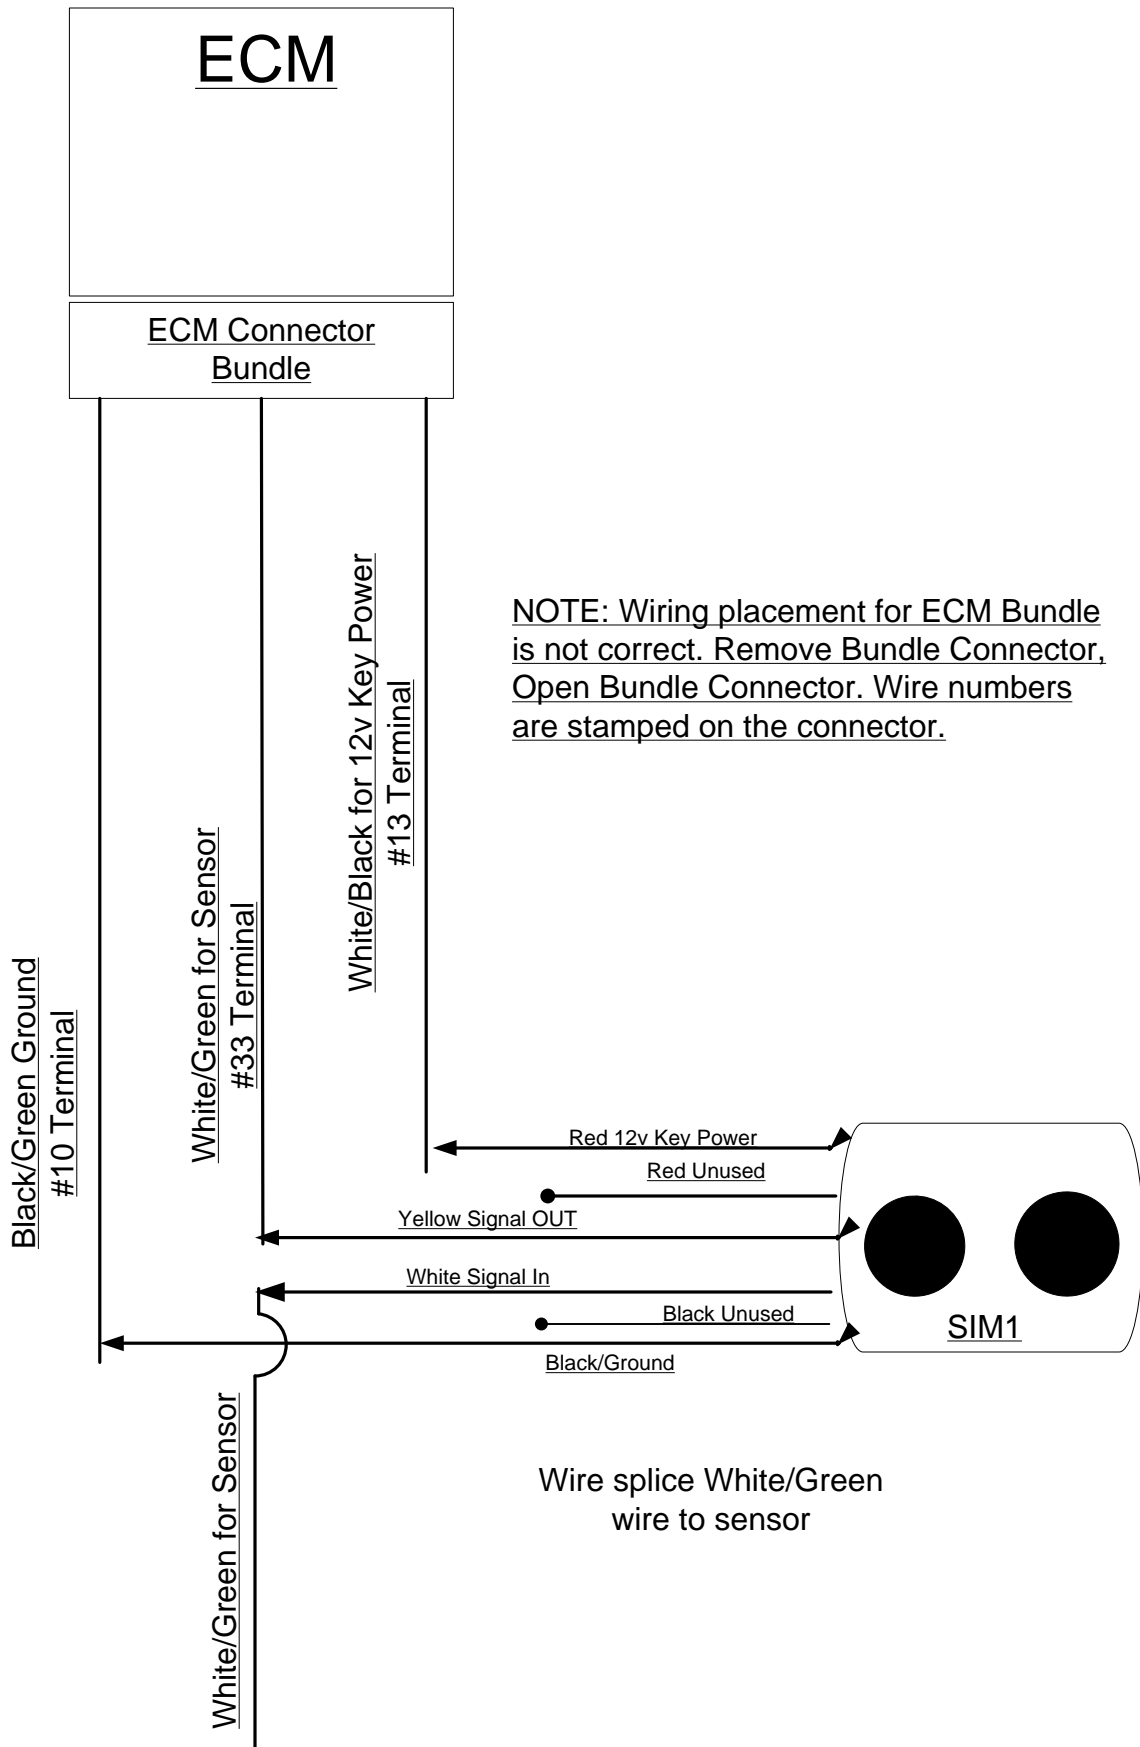 ECM
ECM Connector
Bundle
White/Black for 12v Key Power
#13 Terminal
NOTE: Wiring placement for ECM Bundle
is not correct. Remove Bundle Connector,
Open Bundle Connector. Wire numbers
are stamped on the connector.
White/Green for Sensor
#33 Terminal
Black/Green Ground
#10 Terminal
Red 12v Key Power
Red Unused
Yellow Signal OUT
White Signal In
Black Unused
Black/Ground
SIM1
White/Green for Sensor
Wire splice White/Green
wire to sensor